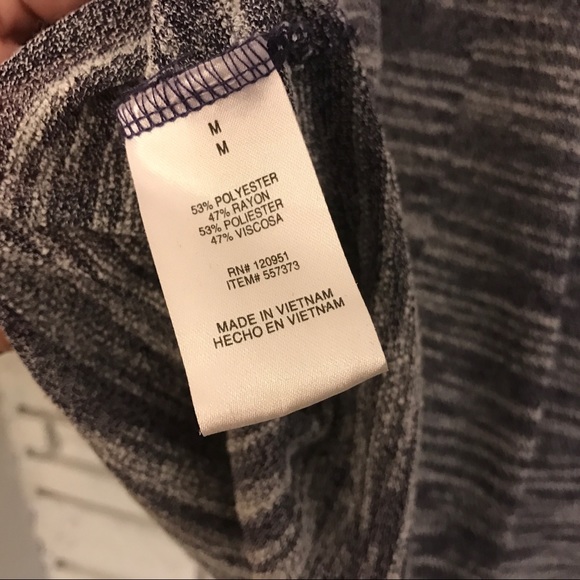 M
M
53% POLYESTER
47% RAYON
53% POLIESTER
47% VISCOSA
RN# 120951
ITEM# 557373
MADE IN VIETNAM
HECHO EN VIETNAM